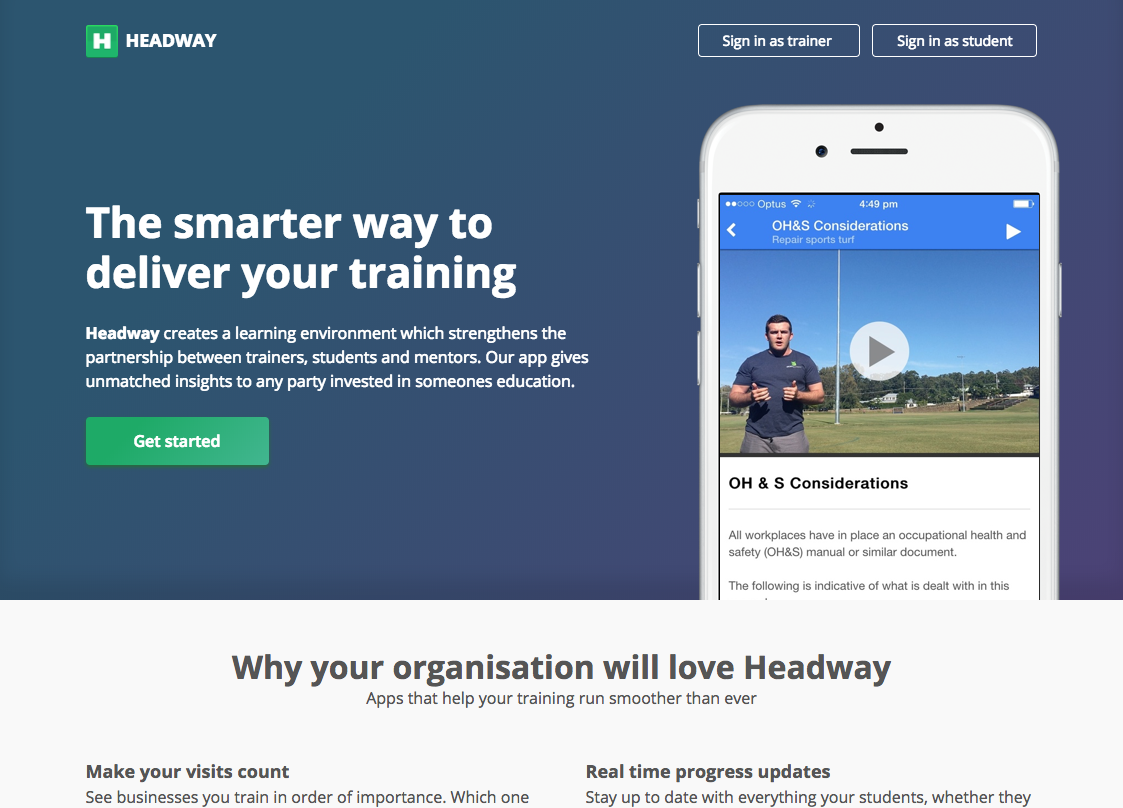 H HEADWAY
Sign in as trainer
Sign in as student
The smarter way to
deliver your training
Headway creates a learning environment which strengthens the
partnership between trainers, students and mentors. Our app gives
unmatched insights to any party invested in someones education.
Get started
Optus
4:49 pm
OH&S Considerations
Repair sports turf
OH & S Considerations
All workplaces have in place an occupational health and
safety (OH&S) manual or similar document.
The following is indicative of what is dealt with in this
Why your organisation will love Headway
Apps that help your training run smoother than ever
Make your visits count
See businesses you train in order of importance. Which one
Real time progress updates
Stay up to date with everything your students, whether they